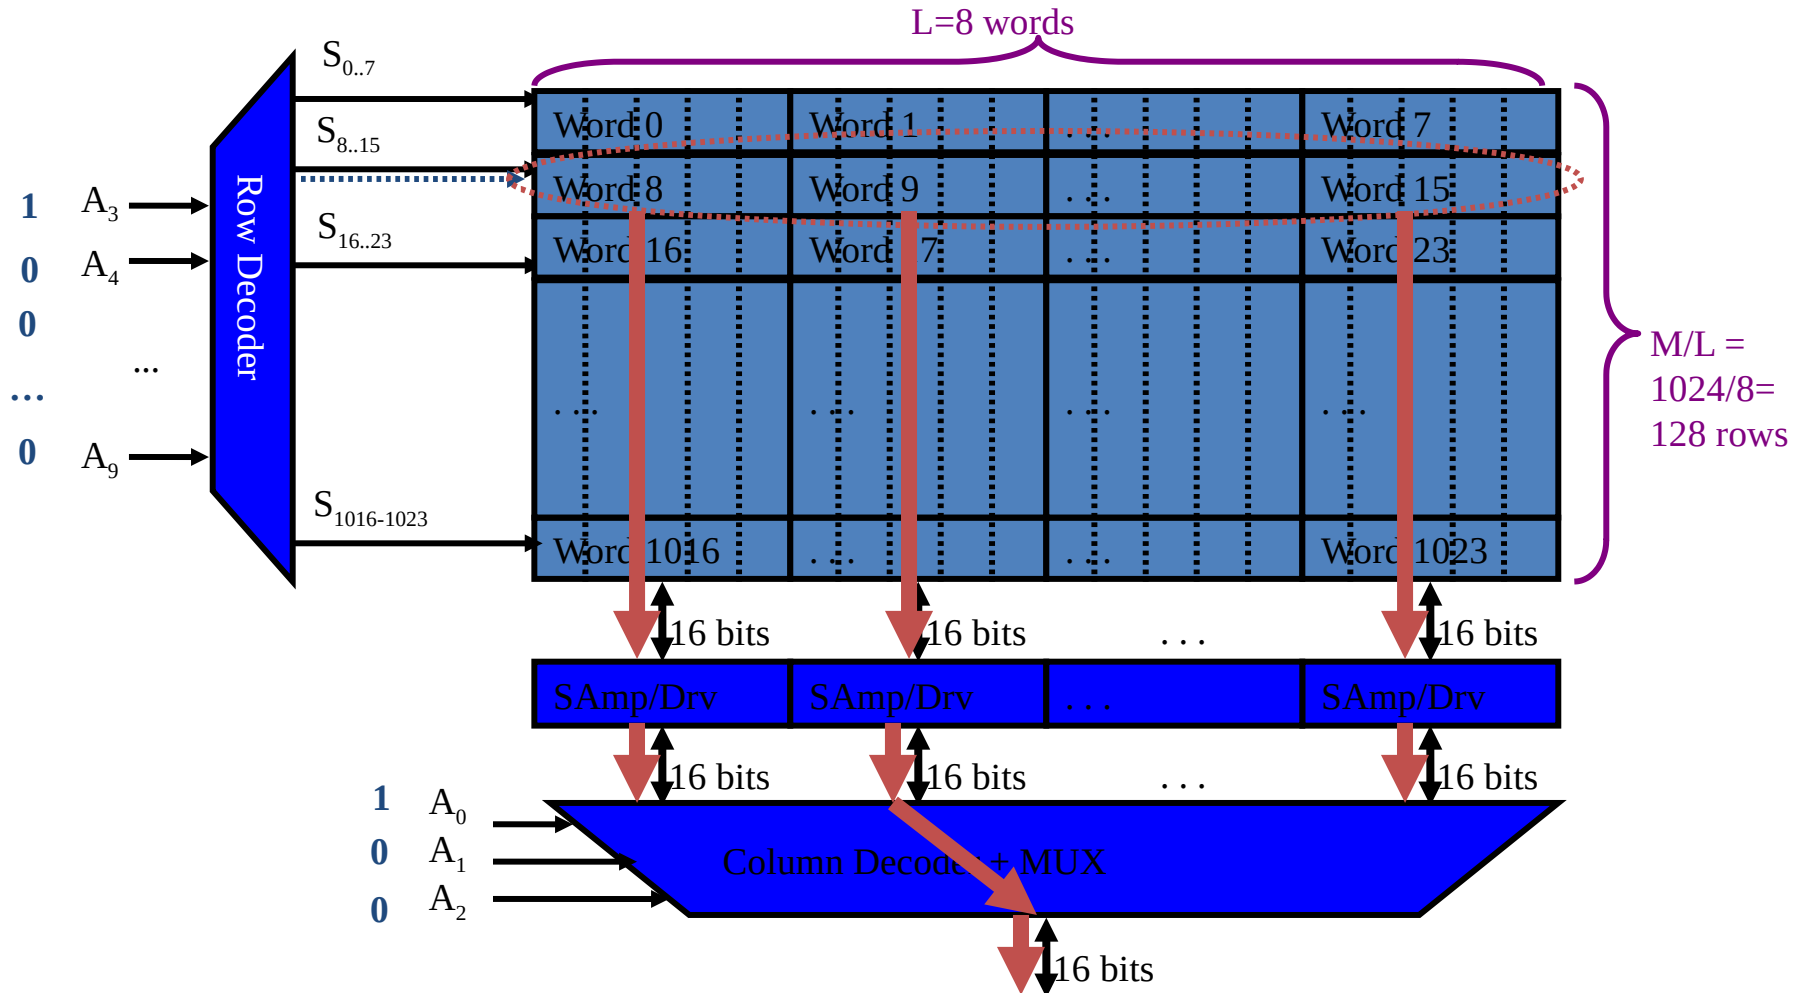 L=8 words
S0..7
Word 0 Word 1 . . . Word 7
S8..15
Word 8 Word 9 . . . Word 15
1 A3
S16..23
Word 16 Word 7 . . . Word 23
0 A4
Row Decoder
0
...
...
0 A9
M/L =
1024/8=
128 rows
. . . . . . . . . . . .
S1016-1023
Word 1016 . . . . . . Word 1023
16 bits 16 bits . . . 16 bits
SAmp/Drv SAmp/Drv . . . SAmp/Drv
16 bits 16 bits . . . 16 bits
1 A0
0 A1
Column Decoder + MUX
0 A2
16 bits